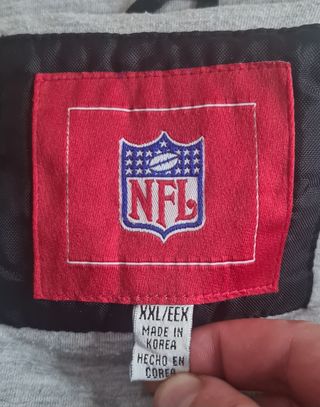 NFL
XXL/EEX
MADE IN
KOREA
HECHO EN
COREA